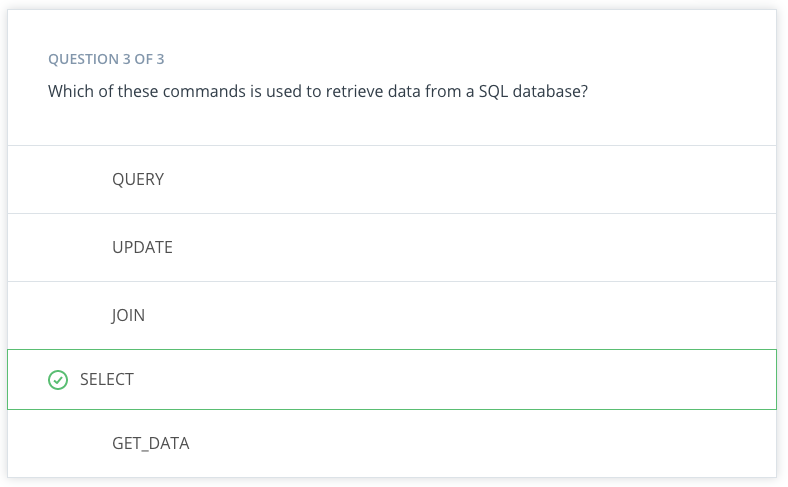 QUESTION 3 OF 3
Which of these commands is used to retrieve data from a SQL database?
QUERY
UPDATE
JOIN
SELECT
GET_DATA